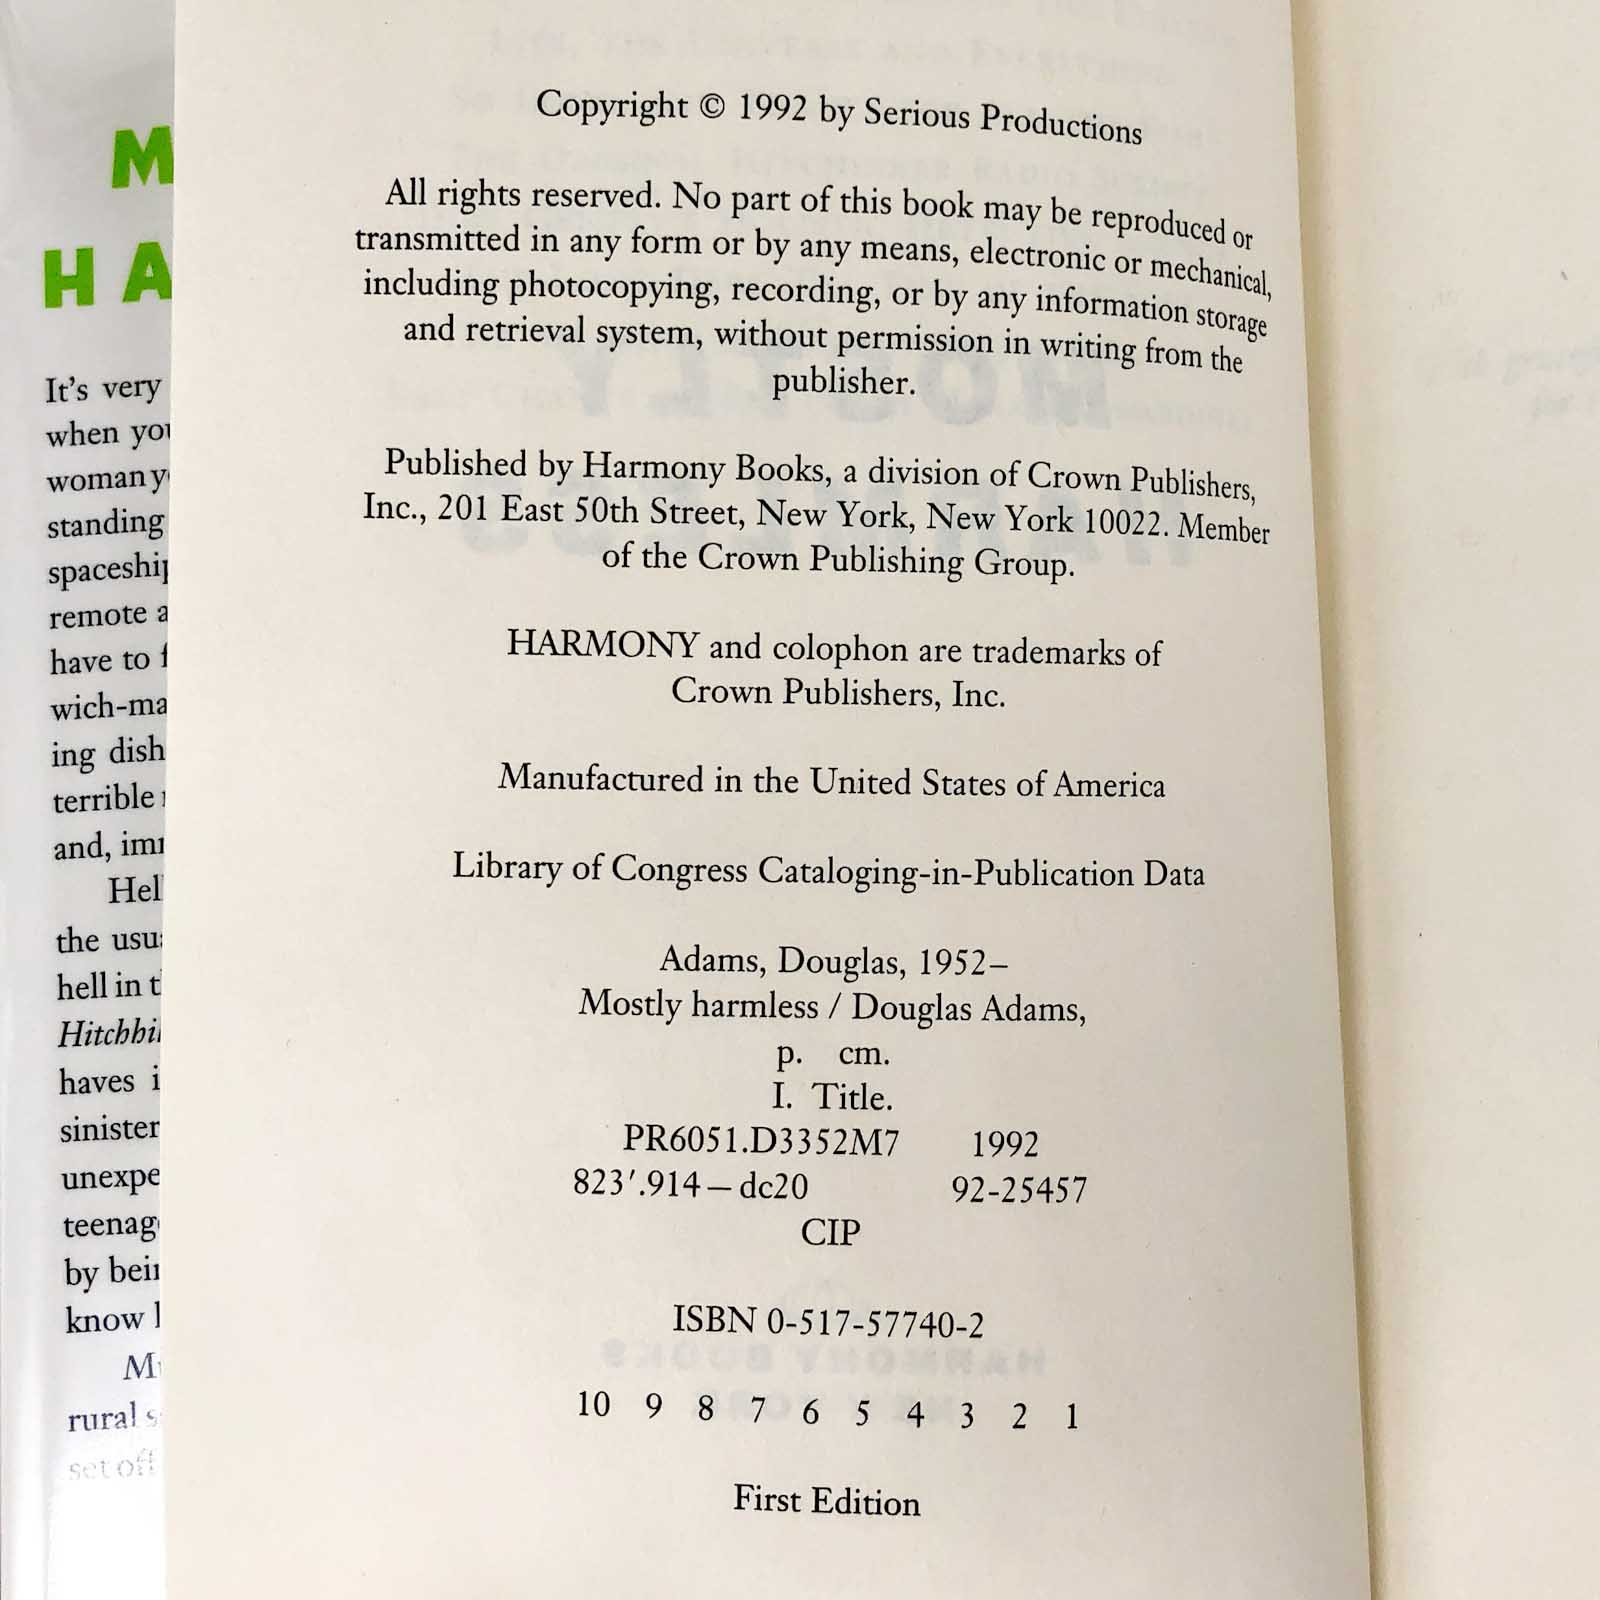 M
HA
It's very
when you
woman y
standing
spaceship
remote a
have to f
wich-ma
ing dish
terrible
and, imm
Hell
the usu
hell in t
Hitchhi
haves i
sinister
unexpe
teenag
by bein
know l
Mu
rural s
set off
Copyright © 1992 by Serious Productions
All rights reserved. No part of this book may be reproduced or
transmitted in any form or by any means, electronic or mechanical,
including photocopying, recording, or by any information storage
and retrieval system, without permission in writing from the
publisher.
Published by Harmony Books, a division of Crown Publishers,
Inc., 201 East 50th Street, New York, New York 10022. Member
of the Crown Publishing Group.
HARMONY and colophon are trademarks of
Crown Publishers, Inc.
Manufactured in the United States of America
Library of Congress Cataloging-in-Publication Data
Adams, Douglas, 1952–
Mostly harmless / Douglas Adams,
p. cm.
I. Title.
PR6051.D3352M7 1992
823′.914—dc20 92-25457
CIP
ISBN 0-517-57740-2
10 9 8 7 6 5 4 3 2 1
First Edition